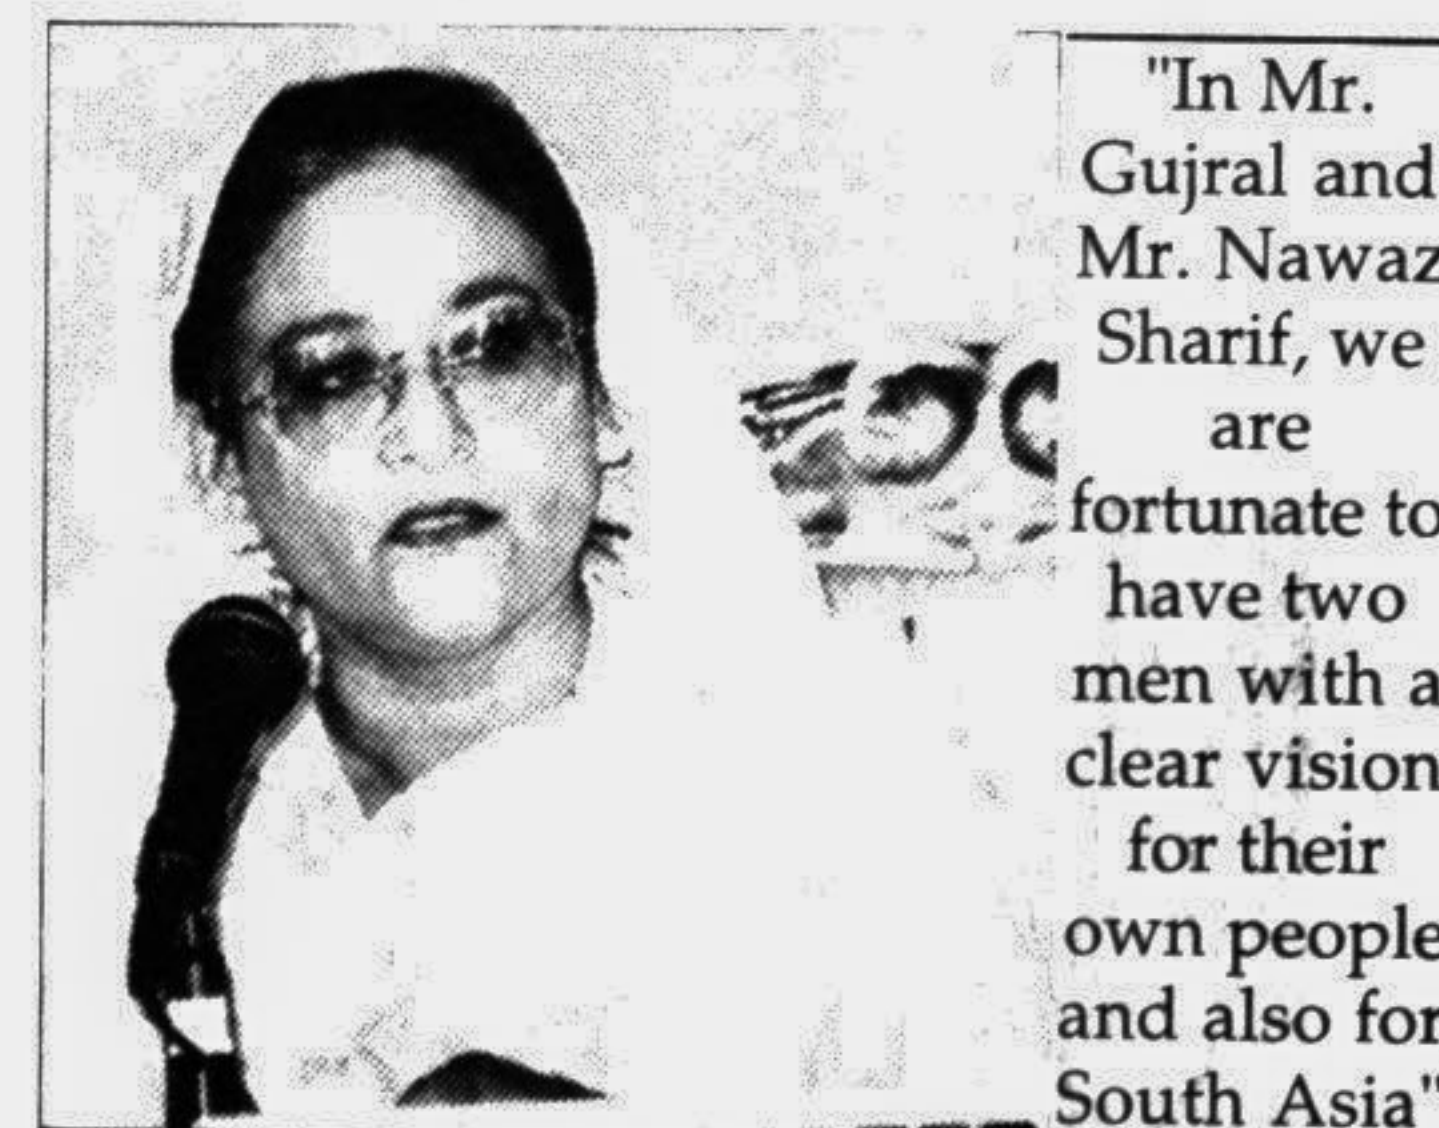 "In Mr.
Gujral and
Mr. Nawaz
Sharif, we
are
fortunate to
have two
men with a
clear vision
for their
own people
and also for
South Asia"